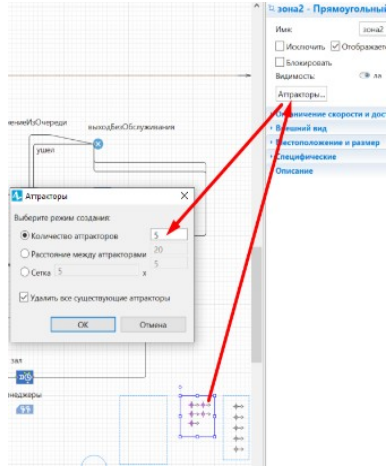 зона2 - Прямоугольный
Имя:
зона2
Исключить
Отображает
Блокировать
Видимость:
да
Аттракторы...
Ограничение скорости и дос
Внешний вид
Местоположение и размер
Специфические
Описание
выходБезОбслуживания
ушел
Аттракторы
Выберите режим создания:
Количество аттракторов
5
Расстояние между аттракторами
20
Сетка
5
x
5
Удалить все существующие аттракторы
OK
Отмена
зал